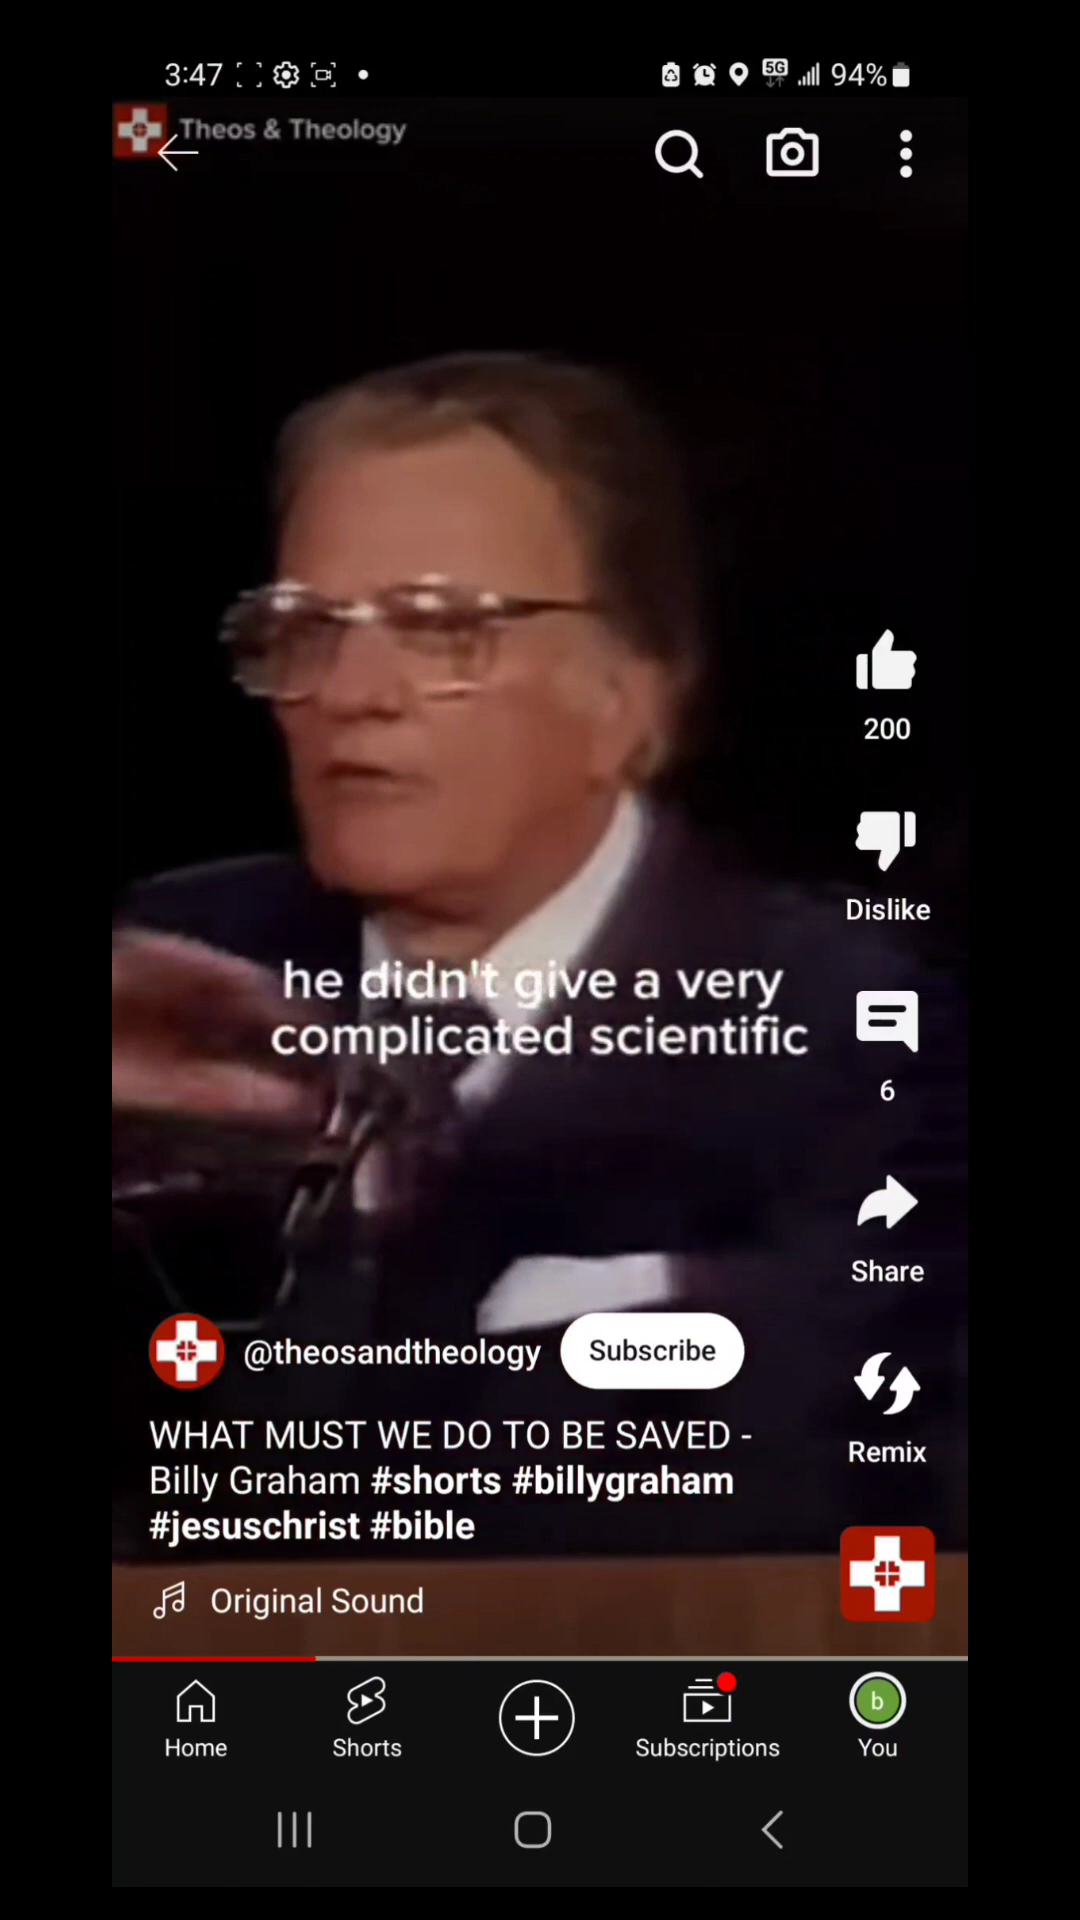 3:47
5G
94%
Theos & Theology
200
Dislike
he didn't give a very
complicated scientific
6
Share
@theosandtheology
Subscribe
WHAT MUST WE DO TO BE SAVED -
Billy Graham #shorts #billygraham
#jesuschrist #bible
Remix
Original Sound
Home
Shorts
Subscriptions
b
You